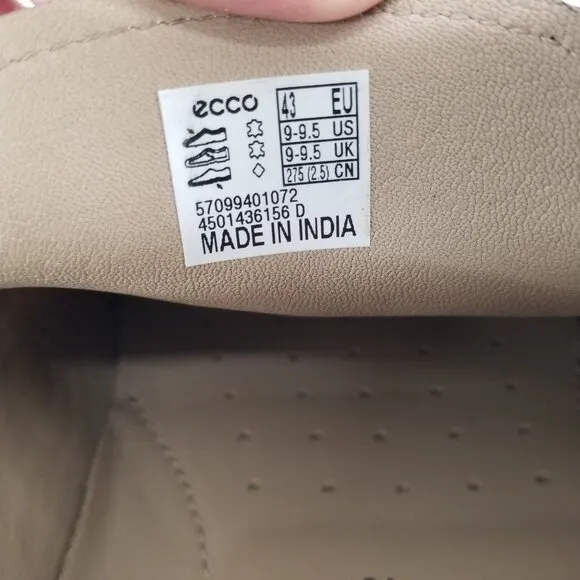 ecco
43 EU
9-9.5 US
9-9.5 UK
275 (2.5) CN
57099401072
4501436156 D
MADE IN INDIA